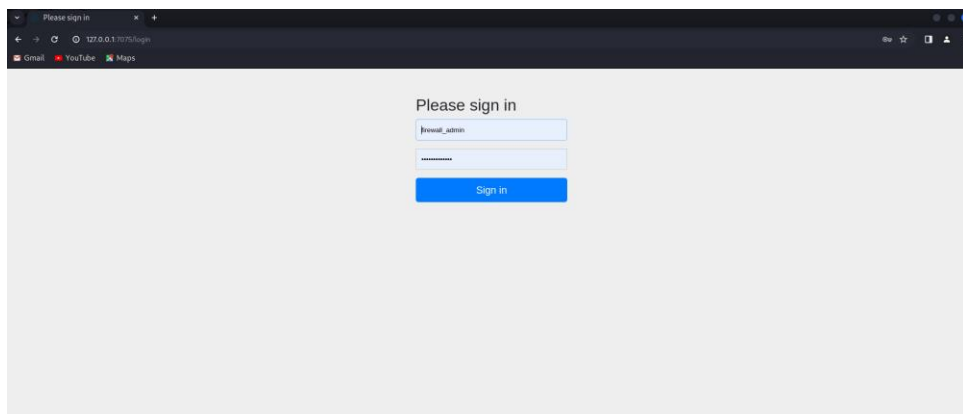 Please sign in
127.0.0.1:7075/login
Gmail YouTube Maps
Please sign in
firewall_admin
•••••••••••••
Sign in